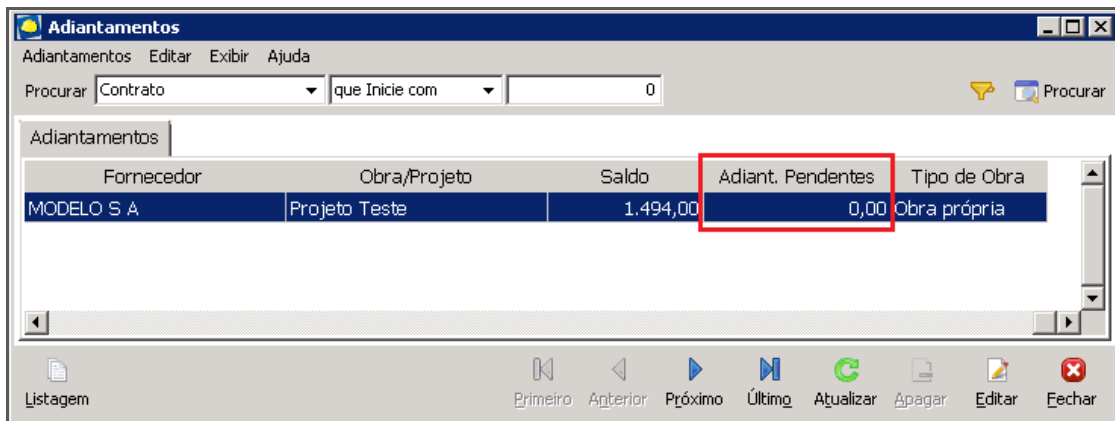 Adiantamentos
Adiantamentos Editar Exibir Ajuda
Procurar Contrato que Inicie com 0 Procurar
Adiantamentos
Fornecedor Obra/Projeto Saldo Adiant. Pendentes Tipo de Obra
MODELO S A Projeto Teste 1.494,00 0,00 Obra própria
Listagem Primeiro Anterior Próximo Último Atualizar Apagar Editar Fechar